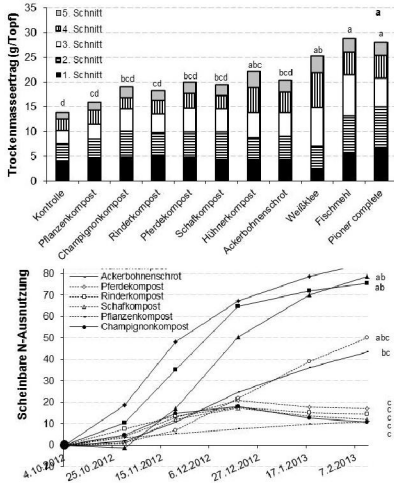 35
30
25
20
15
10
5
0
Trockenmasseertrag (g/Topf)
5. Schnitt
4. Schnitt
3. Schnitt
2. Schnitt
1. Schnitt
a
d
cd
bcd
cd
cd
cd
abc
cd
ab
a
a
Kontrolle
Pflanzenkompost
Champignonkompost
Rinderkompost
Pferdekompost
Schafkompost
Hühnerkompost
Ackerbohnenschrot
Weißklee
Fischmehl
Pioner complete
80
70
60
50
40
30
20
10
0
Scheinbare N-Ausnutzung
Ackerbohnenschrot
Pferdekompost
Rinderkompost
Schafkompost
Pflanzenkompost
Champignonkompost
ab
ab
abc
bc
c
c
c
c
c
4.10.2012
25.10.2012
15.11.2012
6.12.2012
27.12.2012
17.1.2013
7.2.2013